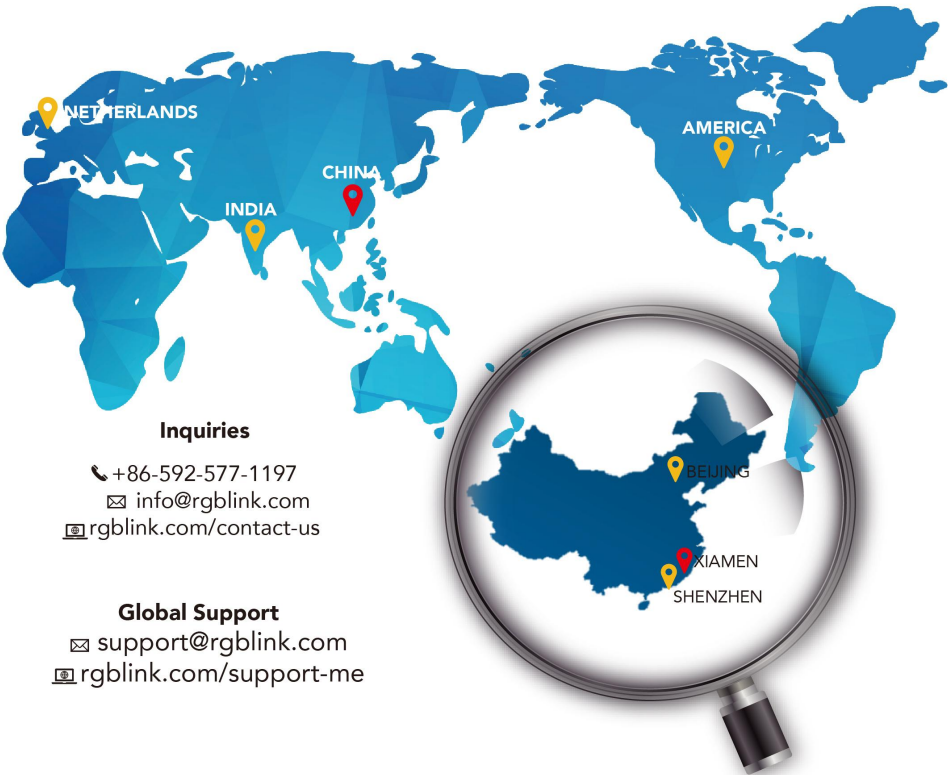 NETHERLANDS
AMERICA
CHINA
INDIA
Inquiries
+86-592-577-1197
info@rgblink.com
rgblink.com/contact-us
BEIJING
XIAMEN
SHENZHEN
Global Support
support@rgblink.com
rgblink.com/support-me